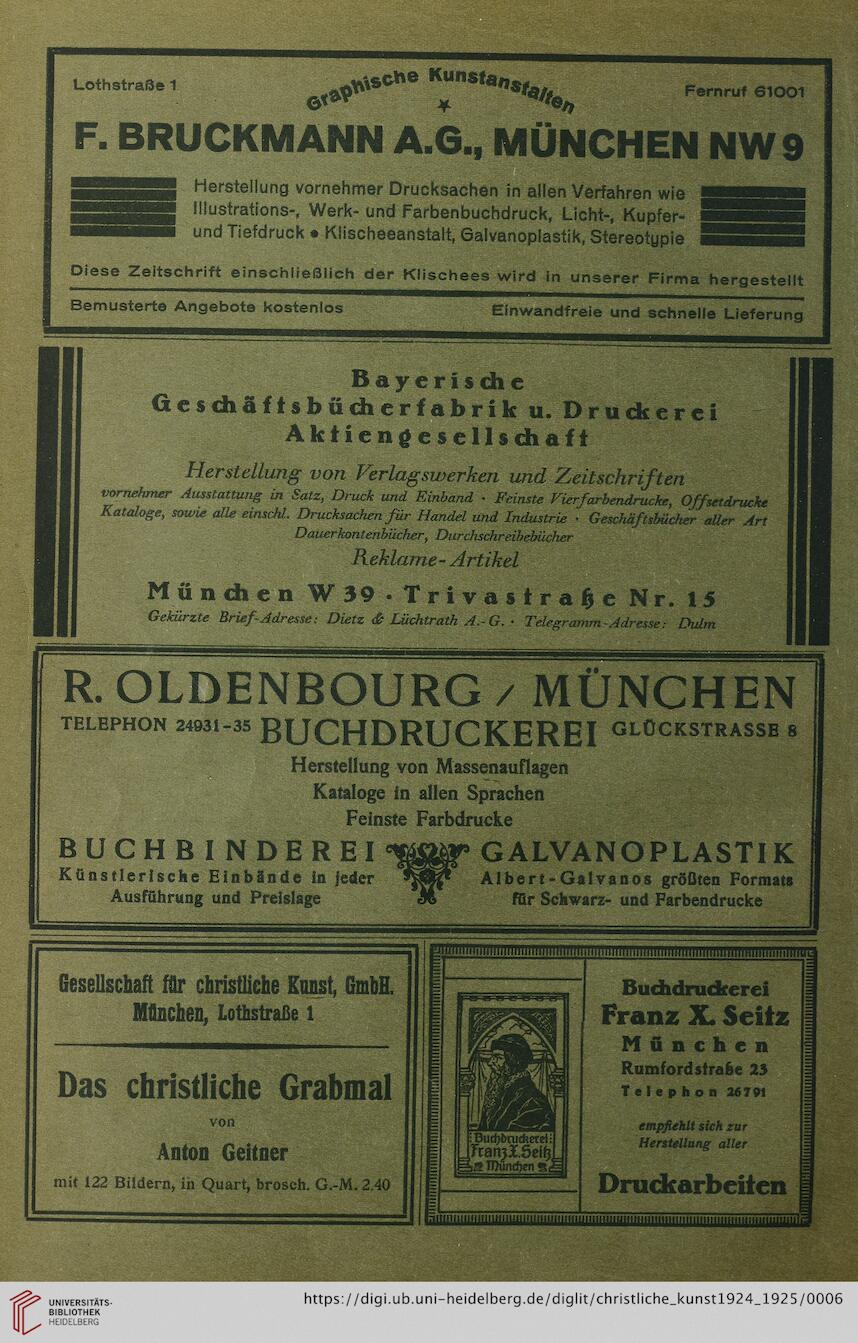 Lothstraße 1
Graphische Kunstanstalten
Fernruf 61001
F. BRUCKMANN A.G., MÜNCHEN NW 9
Herstellung vornehmer Drucksachen in allen Verfahren wie
Illustrations-, Werk- und Farbenbuchdruck, Licht-, Kupfer-
und Tiefdruck • Klischeeanstalt, Galvanoplastik, Stereotypie
Diese Zeitschrift einschließlich der Klischees wird in unserer Firma hergestellt
Bemusterte Angebote kostenlos
Einwandfreie und schnelle Lieferung
Bayerische
Geschäftsbücherfabrik u. Druckerei
Aktiengesellschaft
Herstellung von Verlagswerken und Zeitschriften
vornehmer Ausstattung in Satz, Druck und Einband · Feinste Vierfarbendrucke, Offsetdrucke
Kataloge, sowie alle einschl. Drucksachen für Handel und Industrie · Geschäftsbücher aller Art
Dauerkontenbücher, Durchschreibebücher
Reklame-Artikel
München W 39 · Trivastraße Nr. 15
Gekürzte Brief-Adresse: Dietz & Lüchtrath A.-G. · Telegramm-Adresse: Dulm
R. OLDENBOURG / MÜNCHEN
TELEPHON 24931-35 BUCHDRUCKEREI GLÜCKSTRASSE 8
Herstellung von Massenauflagen
Kataloge in allen Sprachen
Feinste Farbdrucke
BUCHBINDEREI
Künstlerische Einbände in jeder
Ausführung und Preislage
GALVANOPLASTIK
Albert-Galvanos größten Formats
für Schwarz- und Farbendrucke
Gesellschaft für christliche Kunst, GmbH.
München, Lothstraße 1
Das christliche Grabmal
von
Anton Geitner
mit 122 Bildern, in Quart, brosch. G.-M. 2.40
Buchdruckerei
Franz X. Seitz
München
Buchdruckerei
Franz X. Seitz
München
Rumfordstraße 23
Telephon 26791
empfiehlt sich zur
Herstellung aller
Druckarbeiten
UNIVERSITÄTS-
BIBLIOTHEK
HEIDELBERG
https://digi.ub.uni-heidelberg.de/diglit/christliche_kunst1924_1925/0006